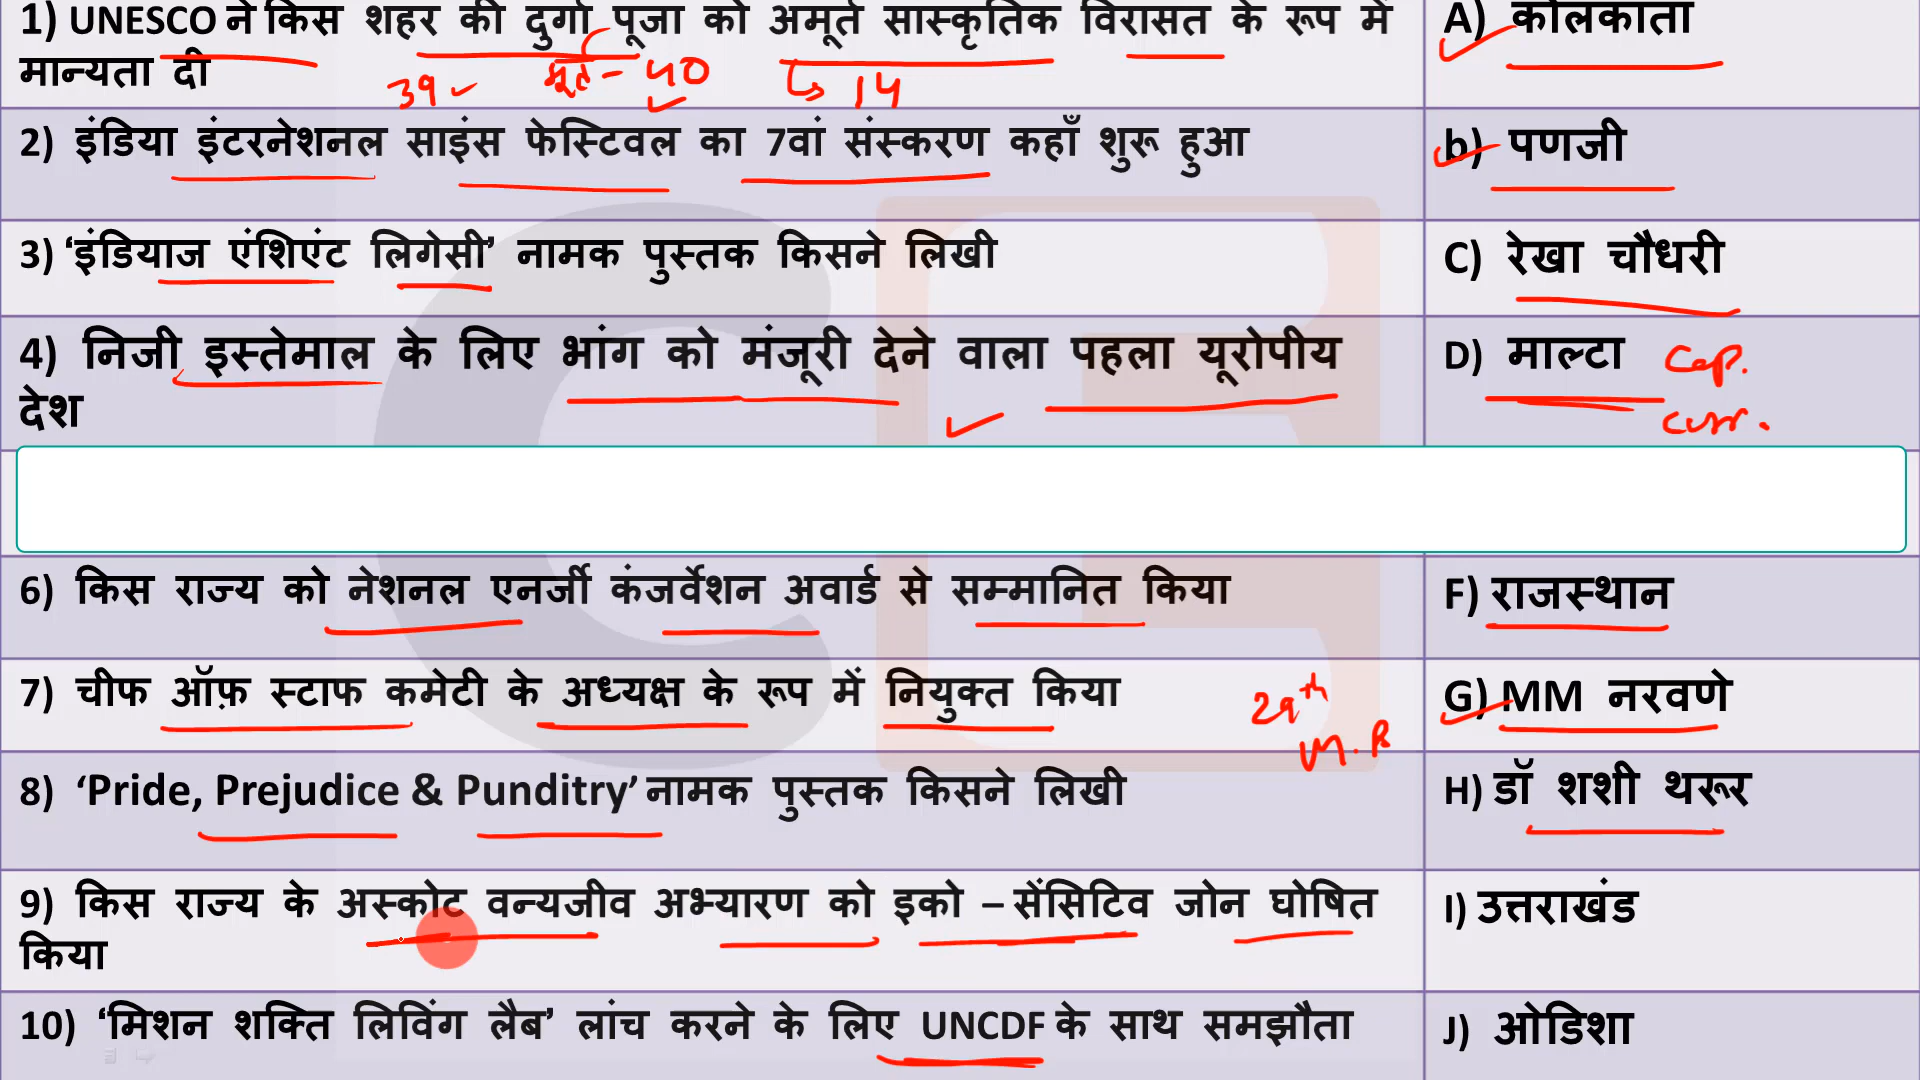 1) UNESCO ने किस शहर की दुर्गा पूजा को अमूर्त सांस्कृतिक विरासत के रूप में
मान्यता दी
A) कोलकाता
39
40
14
2) इंडिया इंटरनेशनल साइंस फेस्टिवल का 7वां संस्करण कहाँ शुरू हुआ
b) पणजी
3) ‘इंडियाज एंशिएंट लिगेसी’ नामक पुस्तक किसने लिखी
C) रेखा चौधरी
4) निजी इस्तेमाल के लिए भांग को मंजूरी देने वाला पहला यूरोपीय
देश
D) माल्टा
Cap.
Curr.
6) किस राज्य को नेशनल एनर्जी कंजर्वेशन अवार्ड से सम्मानित किया
F) राजस्थान
7) चीफ ऑफ़ स्टाफ कमेटी के अध्यक्ष के रूप में नियुक्त किया
G) MM नरवणे
29th
8) ‘Pride, Prejudice & Punditry’ नामक पुस्तक किसने लिखी
H) डॉ शशी थरूर
9) किस राज्य के अस्कोट वन्यजीव अभ्यारण को इको – सेंसिटिव जोन घोषित
किया
I) उत्तराखंड
10) ‘मिशन शक्ति लिविंग लैब’ लांच करने के लिए UNCDF के साथ समझौता
J) ओडिशा